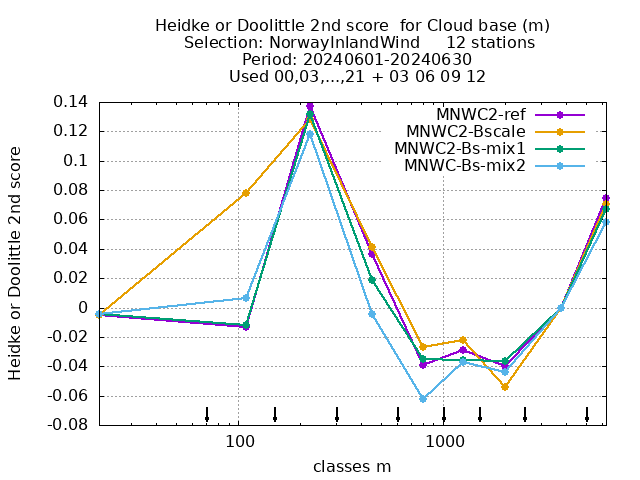 Heidke or Doolittle 2nd score  for Cloud base (m)
Selection: NorwayInlandWind     12 stations
Period: 20240601-20240630
Used 00,03,...,21 + 03 06 09 12
MNWC2-ref
MNWC2-Bscale
MNWC2-Bs-mix1
MNWC-Bs-mix2
Heidke or Doolittle 2nd score
0.14
0.12
0.1
0.08
0.06
0.04
0.02
0
-0.02
-0.04
-0.06
-0.08
100
1000
classes m